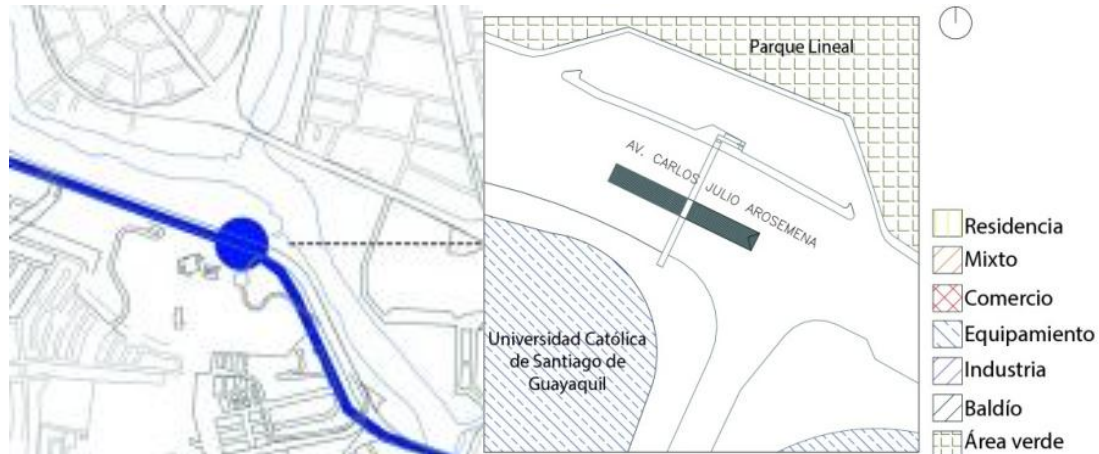 Parque Lineal
AV. CARLOS JULIO AROSEMENA
Universidad Católica
de Santiago de
Guayaquil
Residencia
Mixto
Comercio
Equipamiento
Industria
Baldío
Área verde